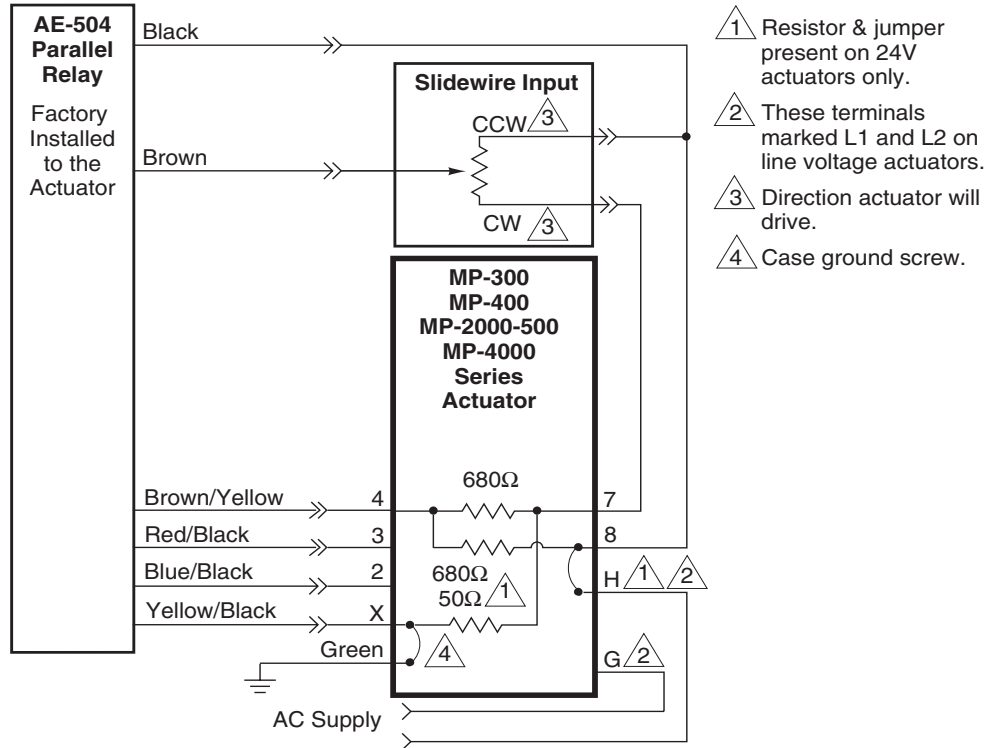 AE-504
Parallel
Relay
Factory
Installed
to the
Actuator
Black
Brown
Slidewire Input
CCW 3
CW 3
MP-300
MP-400
MP-2000-500
MP-4000
Series
Actuator
680Ω
Brown/Yellow 4
7
Red/Black 3
8
Blue/Black 2
680Ω
50Ω 1
H 1 2
Yellow/Black X
Green 4
G 2
AC Supply
1 Resistor & jumper
present on 24V
actuators only.
2 These terminals
marked L1 and L2 on
line voltage actuators.
3 Direction actuator will
drive.
4 Case ground screw.